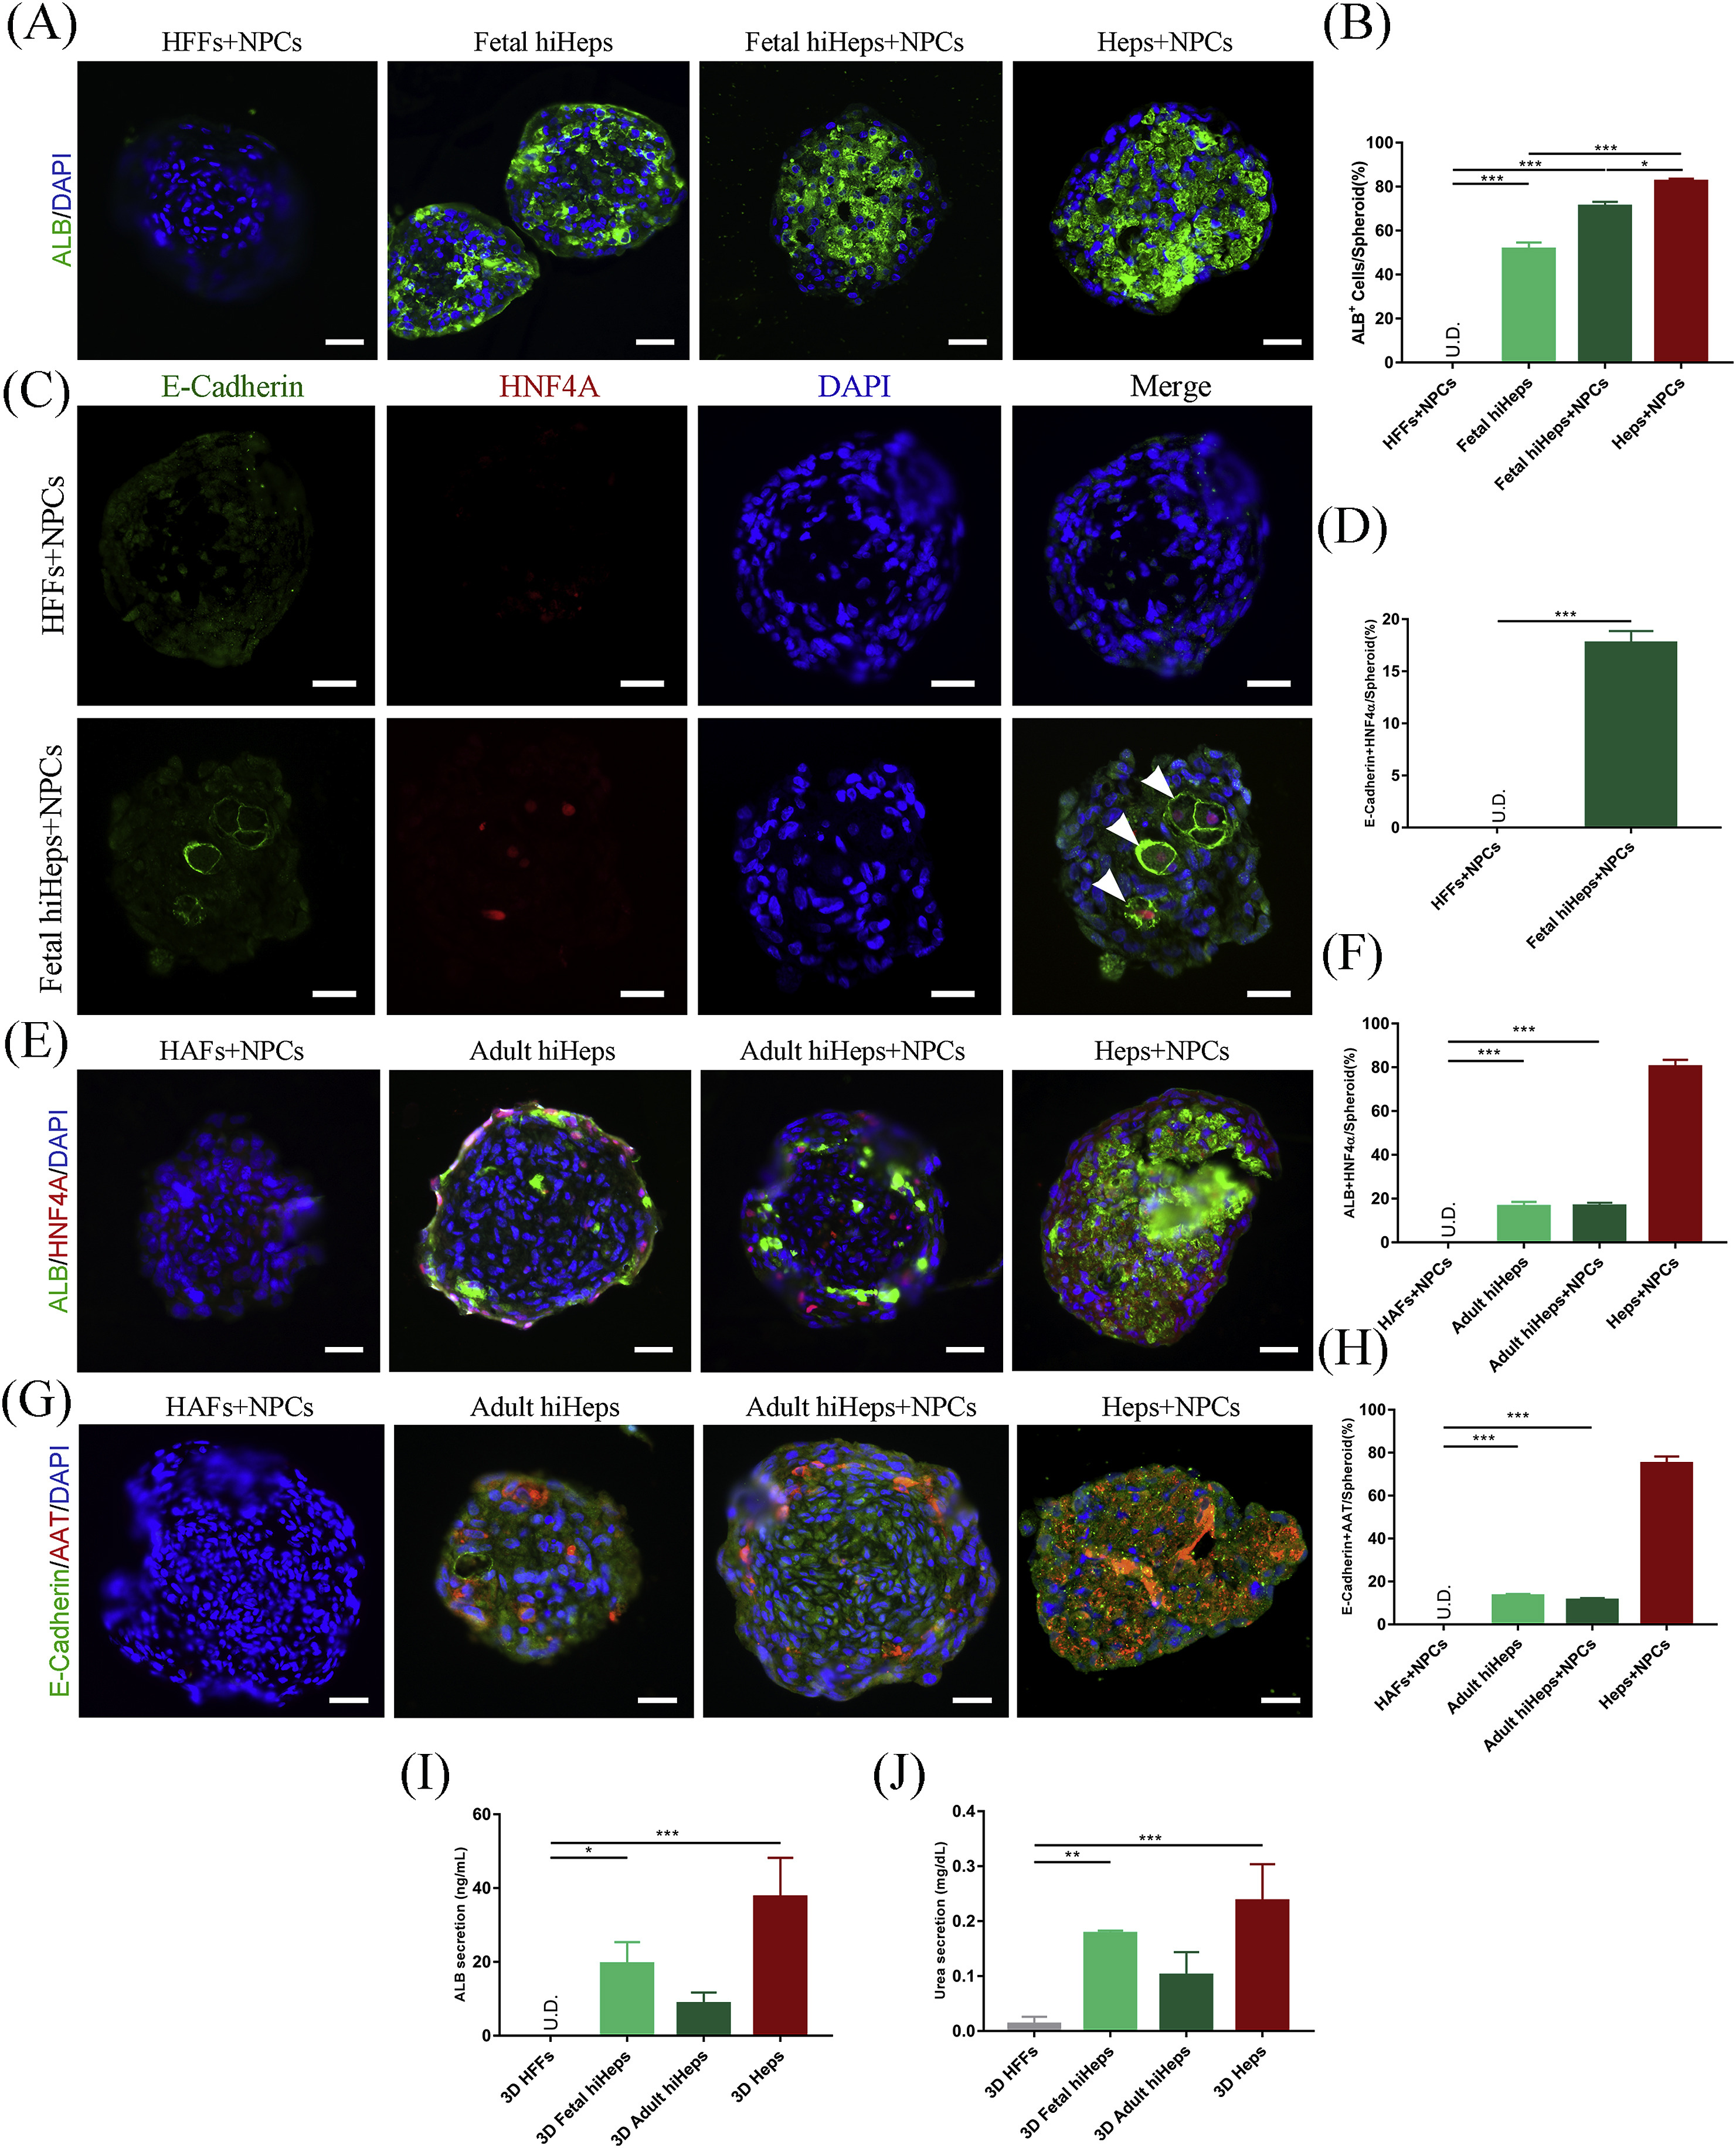 (A)
HFFs+NPCs
Fetal hiHeps
Fetal hiHeps+NPCs
Heps+NPCs
ALB/DAPI
(B)
ALB+ Cells/Spheroid(%)
100
80
60
40
20
0
***
***
*
***
U.D.
HFFs+NPCs
Fetal hiHeps
Fetal hiHeps+NPCs
Heps+NPCs
(C)
E-Cadherin
HNF4A
DAPI
Merge
HFFs+NPCs
Fetal hiHeps+NPCs
(D)
E-Cadherin+HNF4α/Spheroid(%)
20
15
10
5
0
***
U.D.
HFFs+NPCs
Fetal hiHeps+NPCs
(E)
HAFs+NPCs
Adult hiHeps
Adult hiHeps+NPCs
Heps+NPCs
ALB/HNF4A/DAPI
(F)
ALB+HNF4α/Spheroid(%)
100
80
60
40
20
0
***
***
U.D.
HAFs+NPCs
Adult hiHeps
Adult hiHeps+NPCs
Heps+NPCs
(G)
HAFs+NPCs
Adult hiHeps
Adult hiHeps+NPCs
Heps+NPCs
E-Cadherin/AAT/DAPI
(H)
E-Cadherin+AAT/Spheroid(%)
100
80
60
40
20
0
***
***
U.D.
HAFs+NPCs
Adult hiHeps
Adult hiHeps+NPCs
Heps+NPCs
(I)
ALB secretion (ng/mL)
60
40
20
0
***
*
U.D.
3D HFFs
3D Fetal hiHeps
3D Adult hiHeps
3D Heps
(J)
Urea secretion (mg/dL)
0.4
0.3
0.2
0.1
0.0
***
**
3D HFFs
3D Fetal hiHeps
3D Adult hiHeps
3D Heps